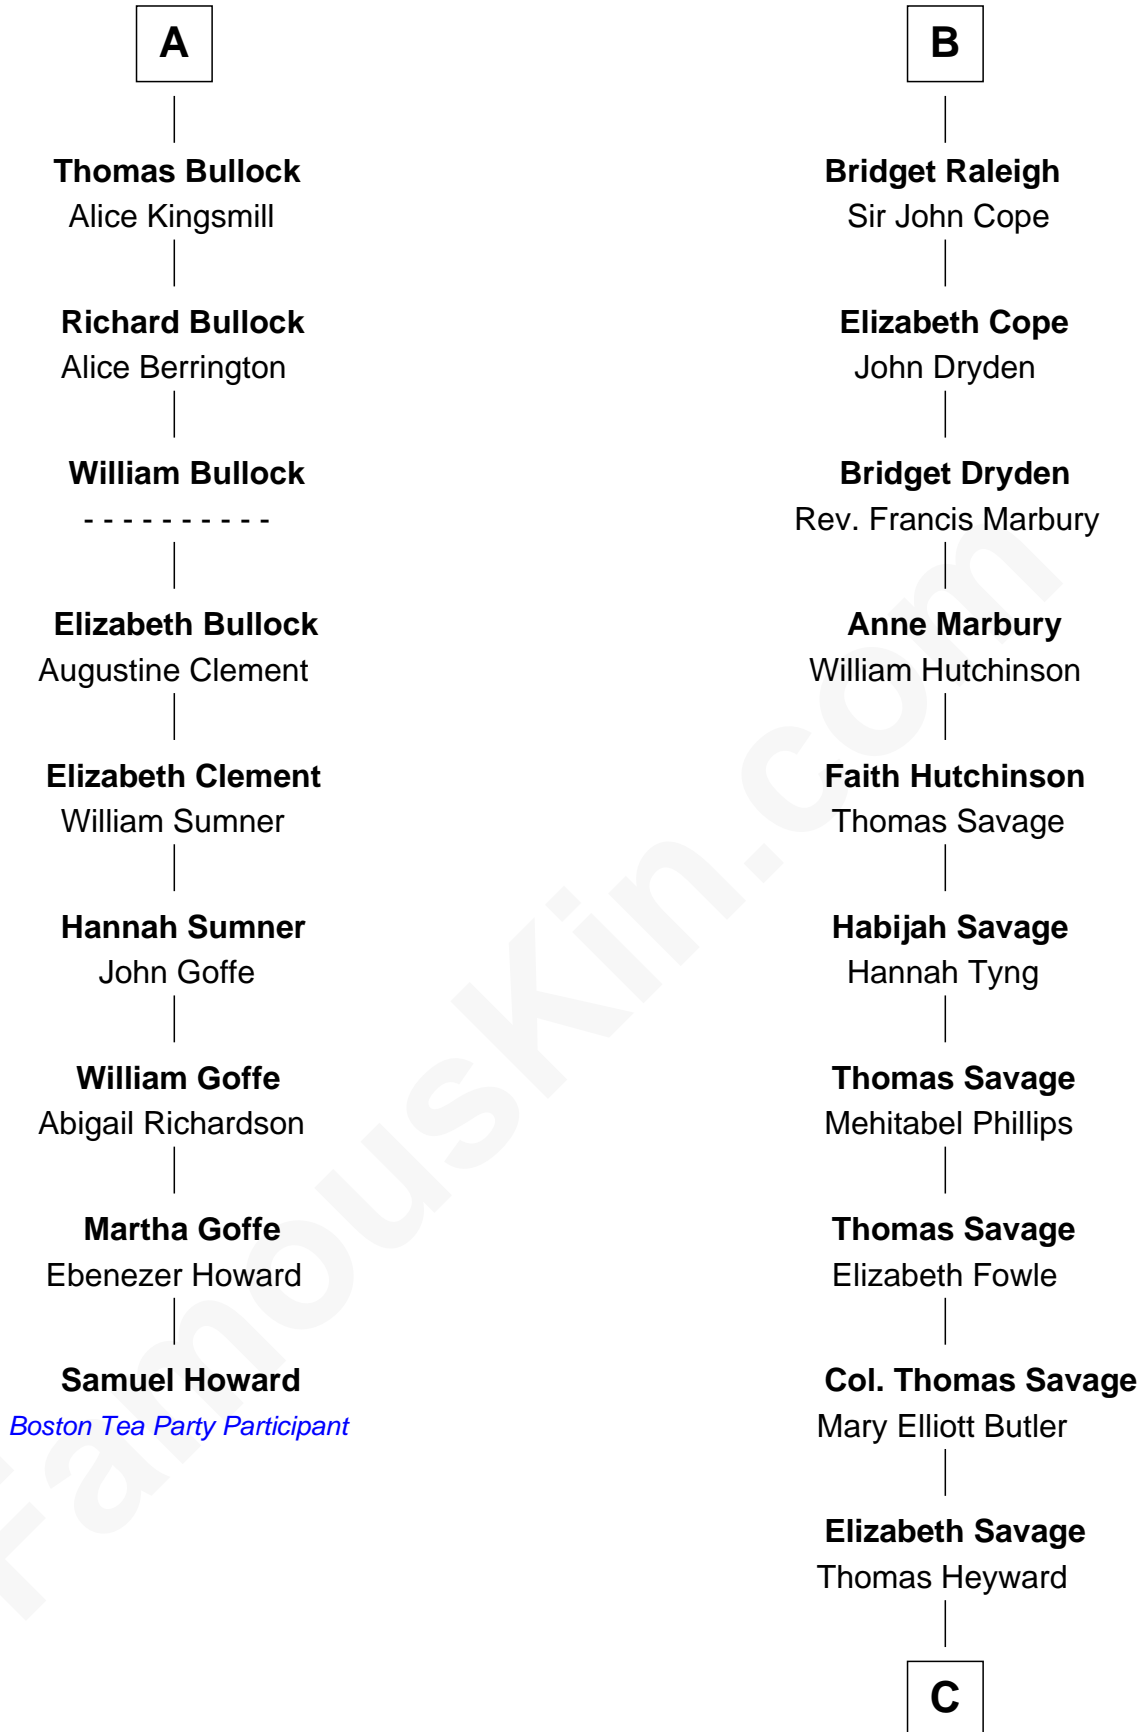 A
Thomas Bullock
Alice Kingsmill
Richard Bullock
Alice Berrington
William Bullock
- - - - - - - - - -
Elizabeth Bullock
Augustine Clement
Elizabeth Clement
William Sumner
Hannah Sumner
John Goffe
William Goffe
Abigail Richardson
Martha Goffe
Ebenezer Howard
Samuel Howard
Boston Tea Party Participant
B
Bridget Raleigh
Sir John Cope
Elizabeth Cope
John Dryden
Bridget Dryden
Rev. Francis Marbury
Anne Marbury
William Hutchinson
Faith Hutchinson
Thomas Savage
Habijah Savage
Hannah Tyng
Thomas Savage
Mehitabel Phillips
Thomas Savage
Elizabeth Fowle
Col. Thomas Savage
Mary Elliott Butler
Elizabeth Savage
Thomas Heyward
C
FamousKin.com